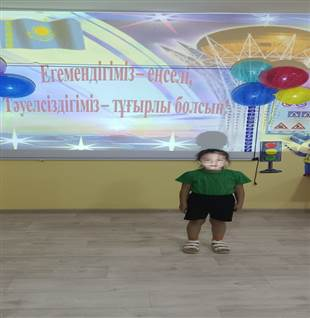 Егемендігіміз – еңселі,
Тәуелсіздігіміз – тұғырлы болсын!